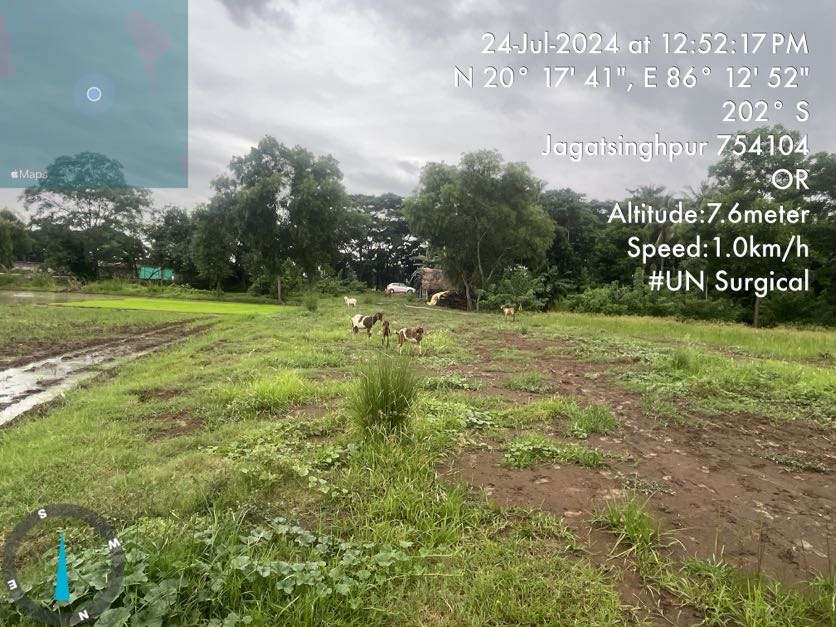 24-Jul-2024 at 12:52:17 PM
N 20° 17' 41", E 86° 12' 52"
202° S
Jagatsinghpur 754104
OR
Altitude:7.6meter
Speed:1.0km/h
#UN Surgical
Maps
S
W
E
N